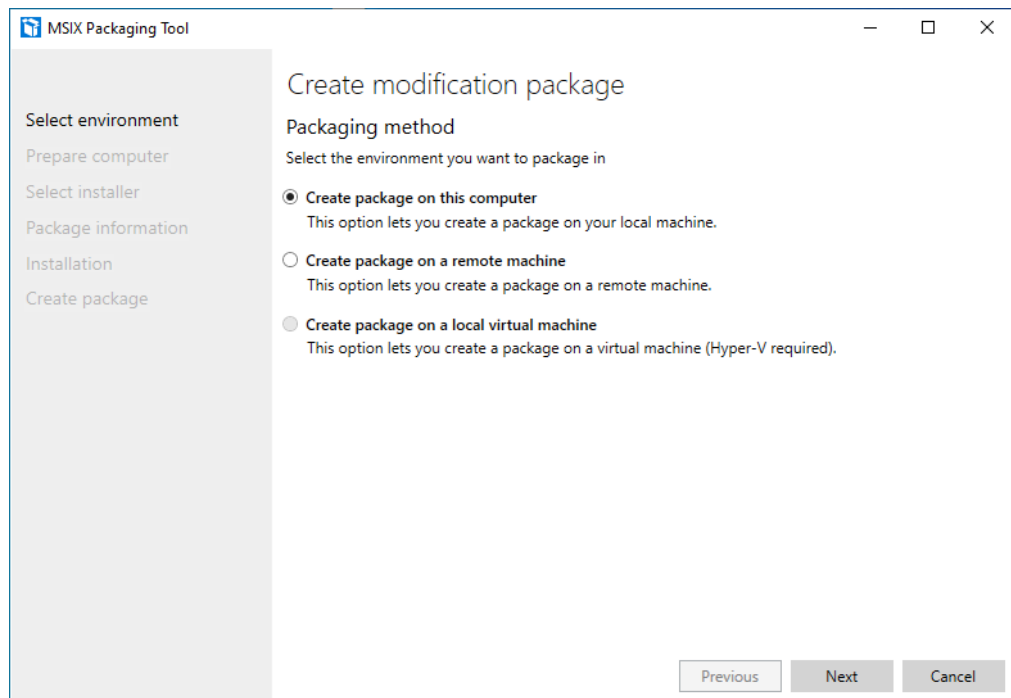 MSIX Packaging Tool
Select environment
Prepare computer
Select installer
Package information
Installation
Create package
Create modification package
Packaging method
Select the environment you want to package in
Create package on this computer
This option lets you create a package on your local machine.
Create package on a remote machine
This option lets you create a package on a remote machine.
Create package on a local virtual machine
This option lets you create a package on a virtual machine (Hyper-V required).
Previous Next Cancel